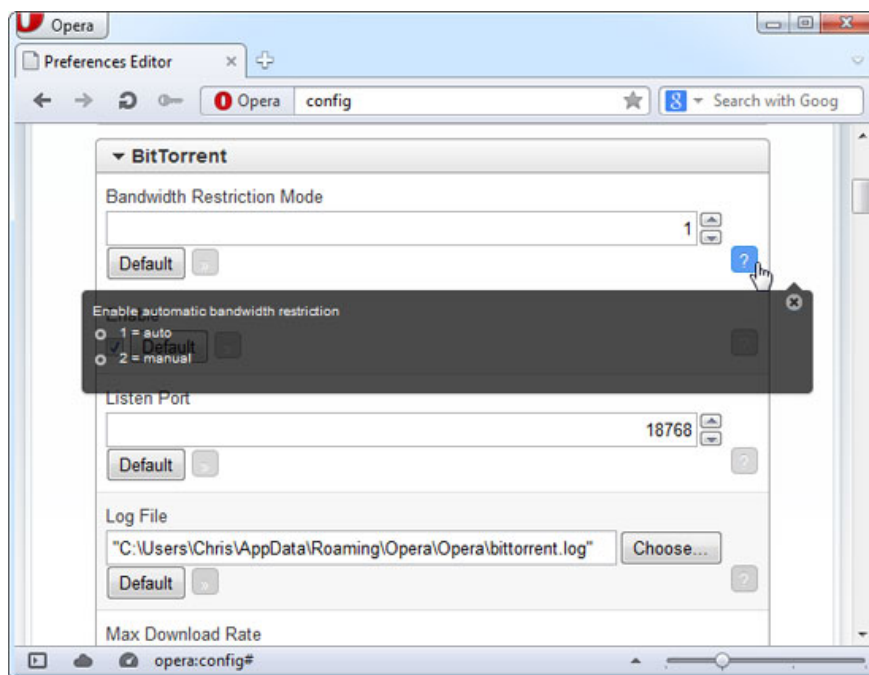 Opera
Preferences Editor
Opera config Search with Goog
BitTorrent
Bandwidth Restriction Mode
1
Default » ?
Enable automatic bandwidth restriction
1 = auto
2 = manual
Enable
Default » ?
Listen Port
18768
Default » ?
Log File
"C:\Users\Chris\AppData\Roaming\Opera\Opera\bittorrent.log" Choose...
Default » ?
Max Download Rate
opera:config#